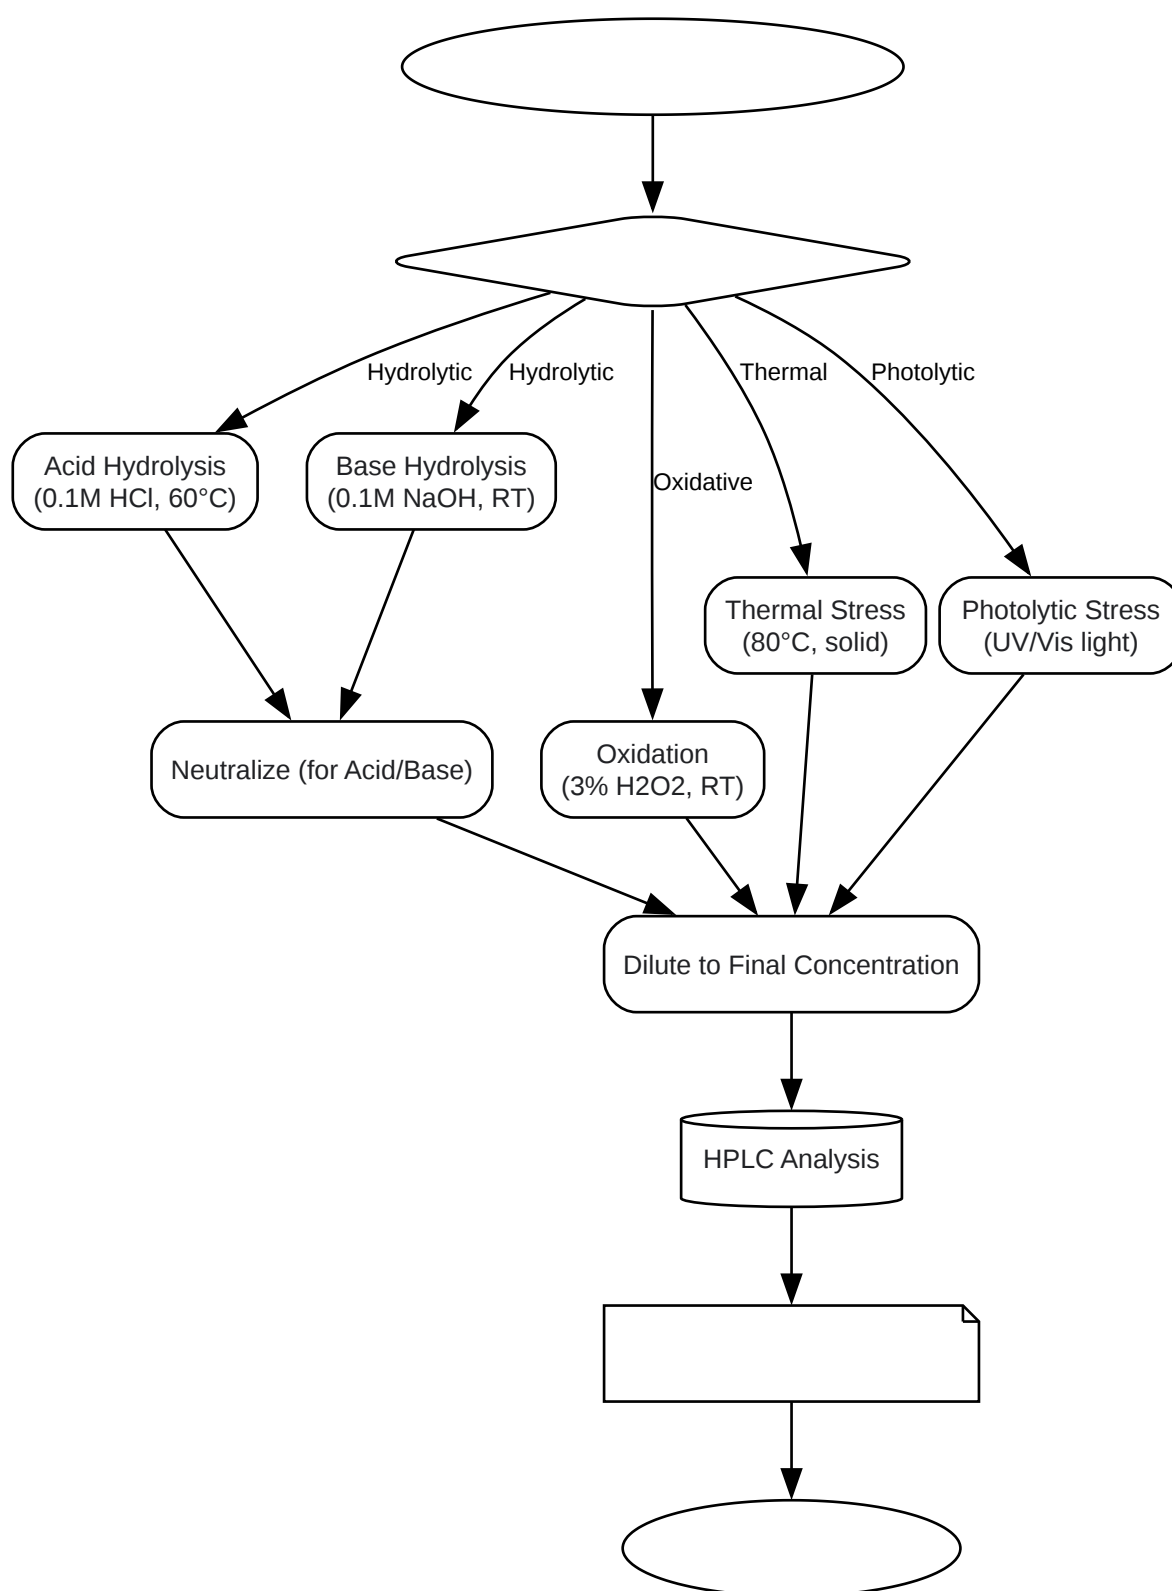 Hydrolytic
Hydrolytic
Thermal
Photolytic
Acid Hydrolysis
(0.1M HCl, 60°C)
Base Hydrolysis
(0.1M NaOH, RT)
Oxidative
Thermal Stress
(80°C, solid)
Photolytic Stress
(UV/Vis light)
Neutralize (for Acid/Base)
Oxidation
(3% H2O2, RT)
Dilute to Final Concentration
HPLC Analysis